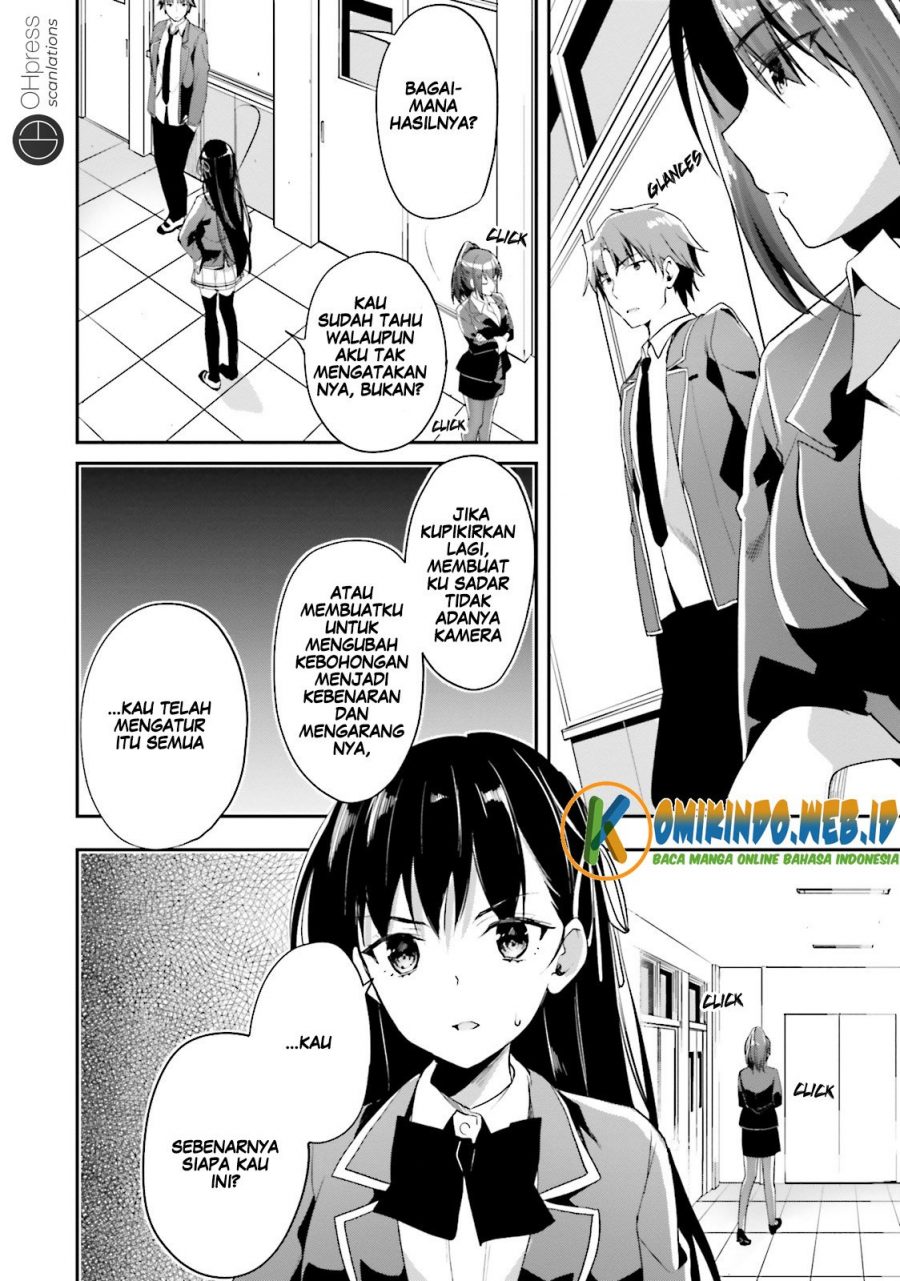 OHpress
scanlations
GLANCES
BAGAI-
MANA
HASILNYA?
CLICK
KAU
SUDAH TAHU
WALAUPUN
AKU TAK
MENGATAKAN
NYA, BUKAN?
CLICK
JIKA
KUPIKIRKAN
LAGI,
MEMBUAT
KU SADAR
TIDAK
ADANYA
KAMERA
ATAU
MEMBUATKU
UNTUK
MENGUBAH
KEBOHONGAN
MENJADI
KEBENARAN
DAN
MENGARANG
NYA,
...KAU TELAH
MENGATUR
ITU SEMUA
KOMIKINDO.WEB.ID
BACA MANGA ONLINE BAHASA INDONESIA
CLICK
CLICK
...KAU
SEBENARNYA
SIAPA KAU
INI?